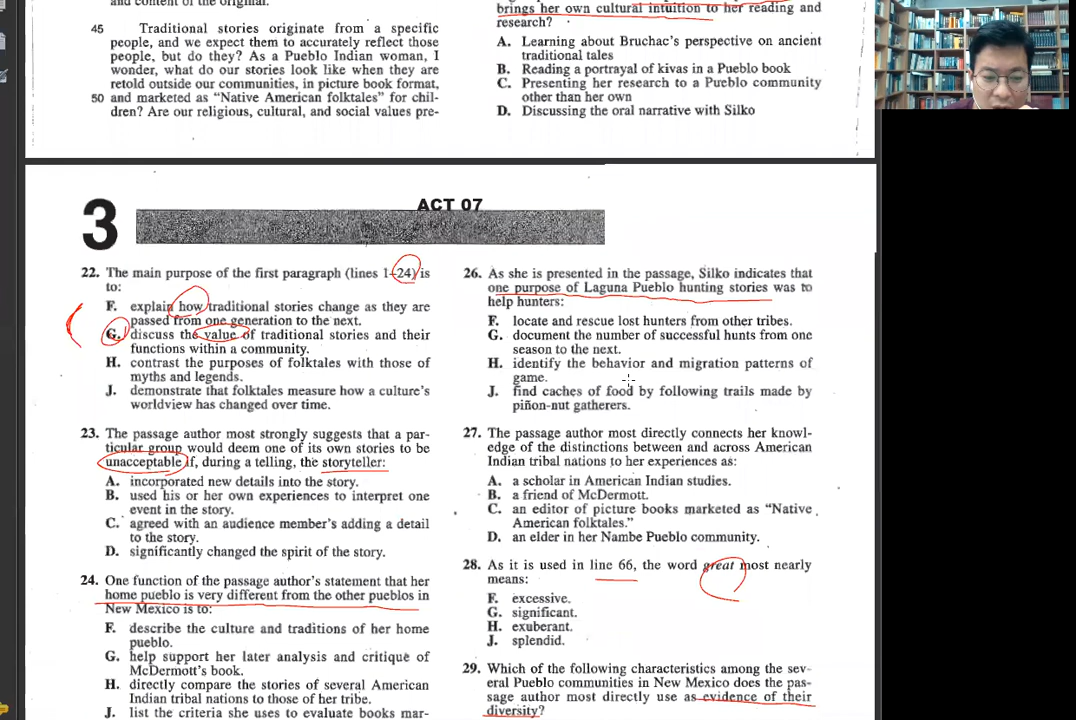 and content of the original.
45 Traditional stories originate from a specific
people, and we expect them to accurately reflect those
people, but do they? As a Pueblo Indian woman, I
wonder, what do our stories look like when they are
retold outside our communities, in picture book format,
50 and marketed as “Native American folktales” for chil-
dren? Are our religious, cultural, and social values pre-
brings her own cultural intuition to her reading and
research?
A. Learning about Bruchac’s perspective on ancient
traditional tales
B. Reading a portrayal of kivas in a Pueblo book
C. Presenting her research to a Pueblo community
other than her own
D. Discussing the oral narrative with Silko
3
ACT 07
22. The main purpose of the first paragraph (lines 1–24) is
to:
F. explain how traditional stories change as they are
passed from one generation to the next.
G. discuss the value of traditional stories and their
functions within a community.
H. contrast the purposes of folktales with those of
myths and legends.
J. demonstrate that folktales measure how a culture’s
worldview has changed over time.
23. The passage author most strongly suggests that a par-
ticular group would deem one of its own stories to be
unacceptable if, during a telling, the storyteller:
A. incorporated new details into the story.
B. used his or her own experiences to interpret one
event in the story.
C. agreed with an audience member’s adding a detail
to the story.
D. significantly changed the spirit of the story.
24. One function of the passage author’s statement that her
home pueblo is very different from the other pueblos in
New Mexico is to:
F. describe the culture and traditions of her home
pueblo.
G. help support her later analysis and critique of
McDermott’s book.
H. directly compare the stories of several American
Indian tribal nations to those of her tribe.
J. list the criteria she uses to evaluate books mar-
26. As she is presented in the passage, Silko indicates that
one purpose of Laguna Pueblo hunting stories was to
help hunters:
F. locate and rescue lost hunters from other tribes.
G. document the number of successful hunts from one
season to the next.
H. identify the behavior and migration patterns of
game.
J. find caches of food by following trails made by
piñon-nut gatherers.
27. The passage author most directly connects her knowl-
edge of the distinctions between and across American
Indian tribal nations to her experiences as:
A. a scholar in American Indian studies.
B. a friend of McDermott.
C. an editor of picture books marketed as “Native
American folktales.”
D. an elder in her Nambe Pueblo community.
28. As it is used in line 66, the word great most nearly
means:
F. excessive.
G. significant.
H. exuberant.
J. splendid.
29. Which of the following characteristics among the sev-
eral Pueblo communities in New Mexico does the pas-
sage author most directly use as evidence of their
diversity?